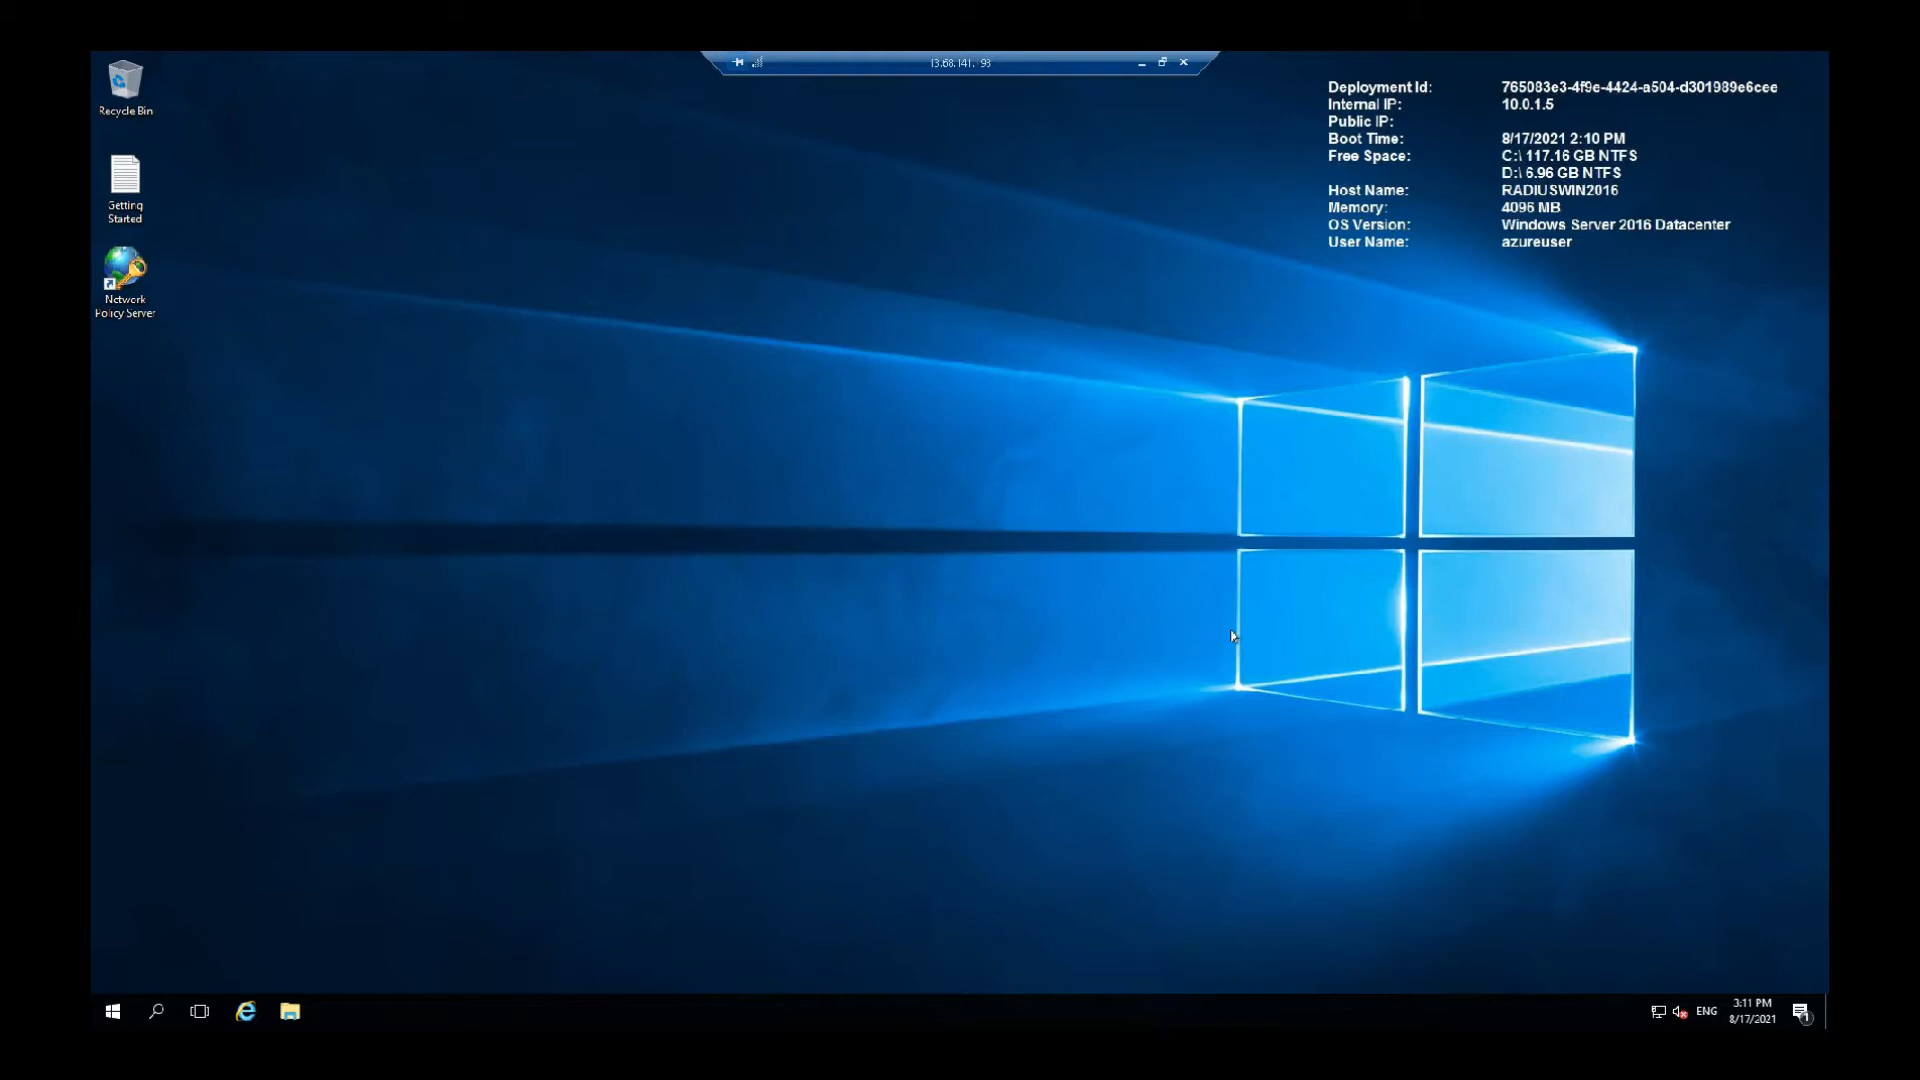 13.68.141.193
Recycle Bin
Getting
Started
Network
Policy Server
Deployment Id: 765083e3-4f9e-4424-a504-d301989e6cee
Internal IP: 10.0.1.5
Public IP:
Boot Time: 8/17/2021 2:10 PM
Free Space: C:\ 117.16 GB NTFS
D:\ 6.96 GB NTFS
Host Name: RADIUSWIN2016
Memory: 4096 MB
OS Version: Windows Server 2016 Datacenter
User Name: azureuser
ENG
3:11 PM
8/17/2021
1